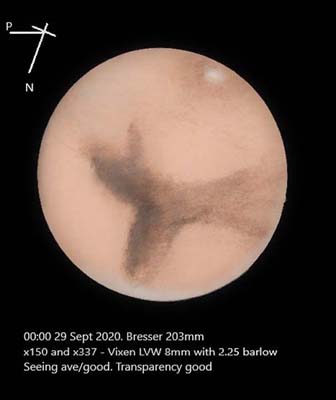 P
N
00:00 29 Sept 2020. Bresser 203mm
x150 and x337 - Vixen LVW 8mm with 2.25 barlow
Seeing ave/good. Transparency good